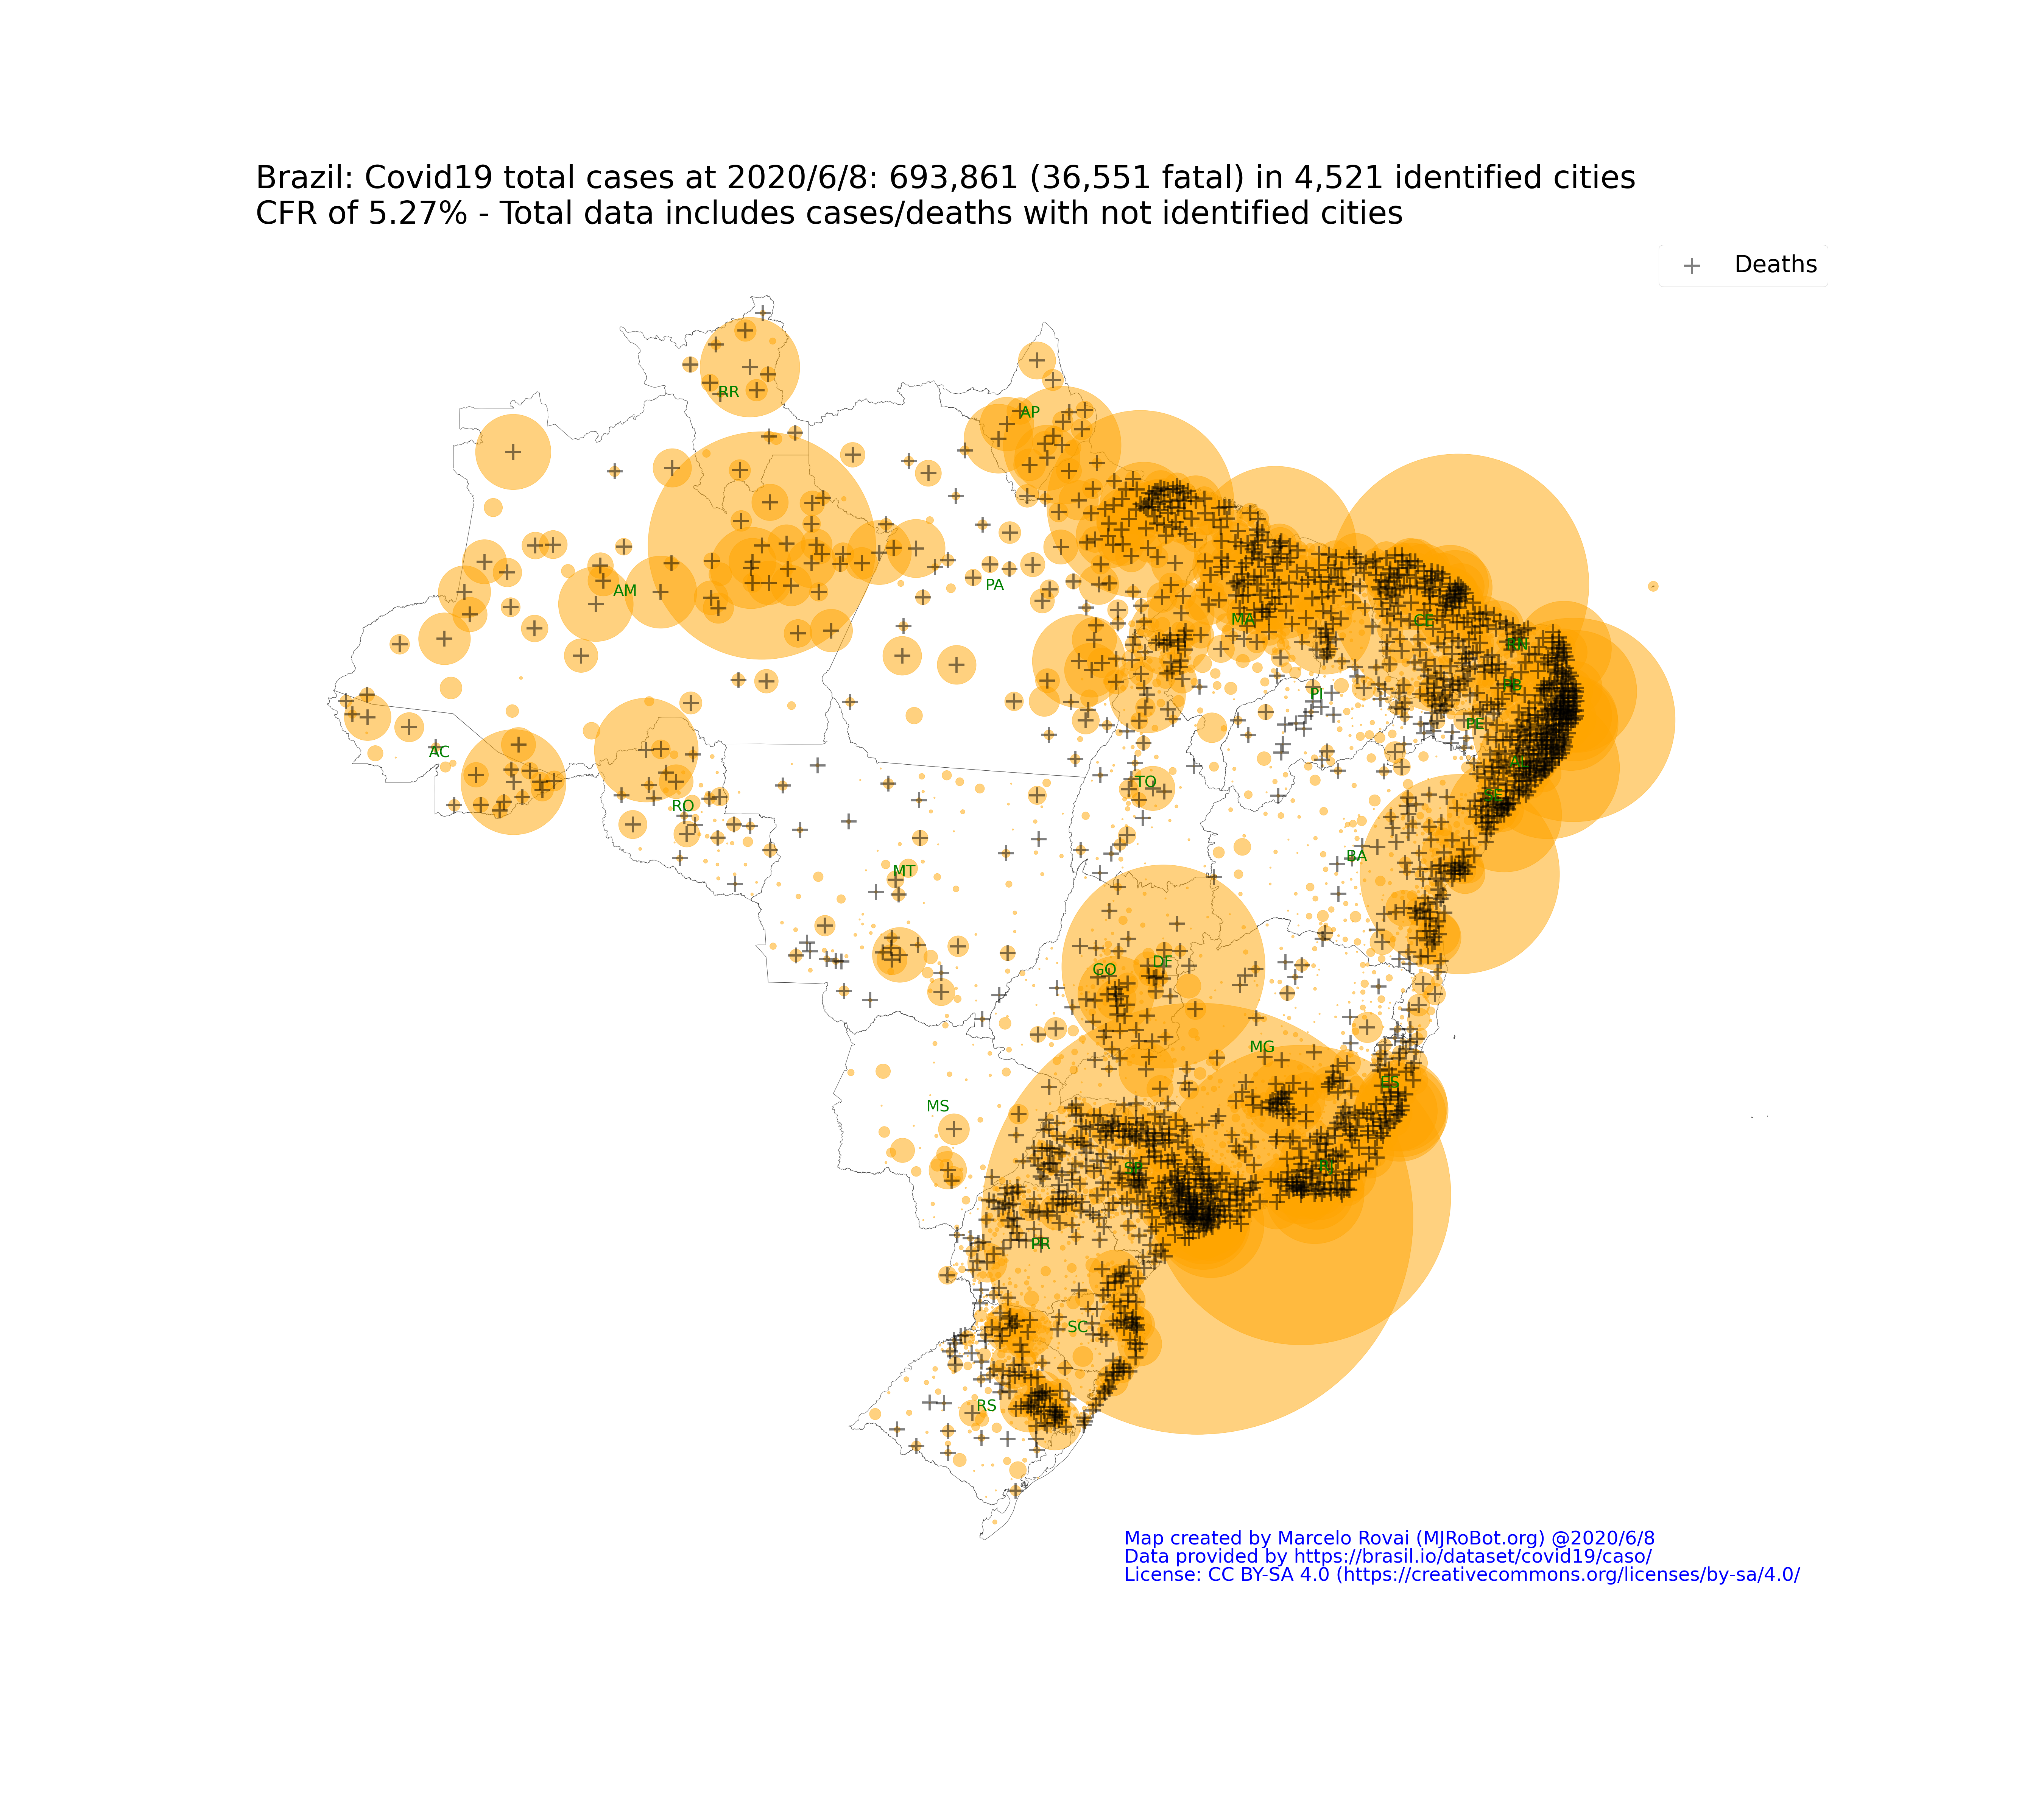 Brazil: Covid19 total cases at 2020/6/8: 693,861 (36,551 fatal) in 4,521 identified cities
CFR of 5.27% - Total data includes cases/deaths with not identified cities
Deaths
RR
AP
AM
PA
MA
CE
RN
PB
PI
PE
AC
AL
TO
SE
RO
BA
MT
DF
GO
MG
ES
MS
SP
RJ
PR
SC
RS
Map created by Marcelo Rovai (MJRoBot.org) @2020/6/8
Data provided by https://brasil.io/dataset/covid19/caso/
License: CC BY-SA 4.0 (https://creativecommons.org/licenses/by-sa/4.0/